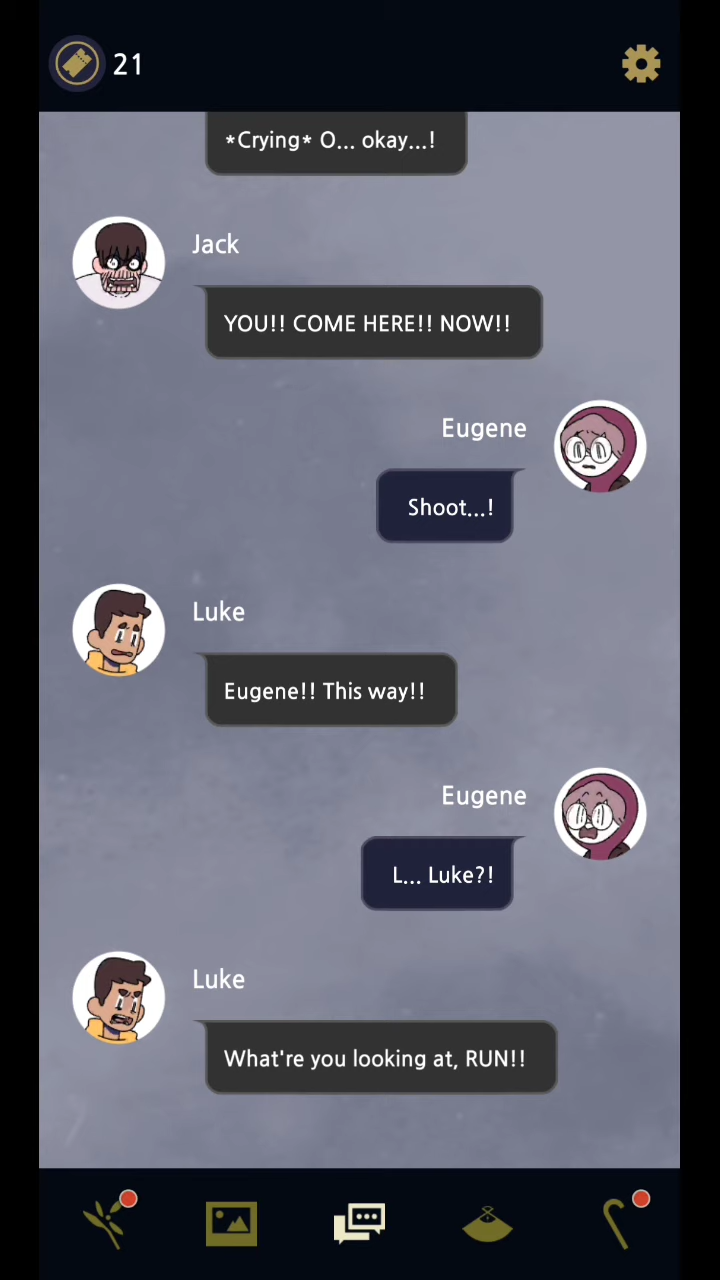 21
*Crying* O... okay...!
Jack
YOU!! COME HERE!! NOW!!
Eugene
Shoot...!
Luke
Eugene!! This way!!
Eugene
L... Luke?!
Luke
What're you looking at, RUN!!